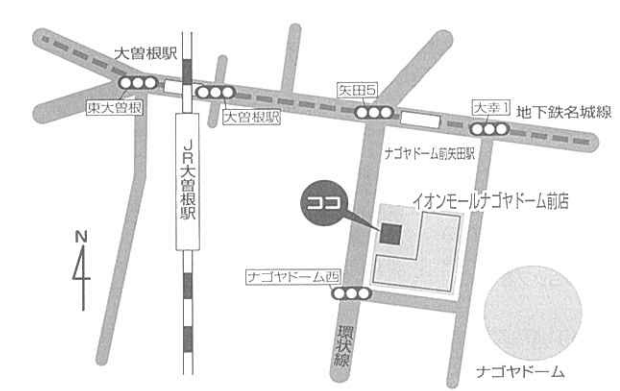 大曽根駅
東大曽根
大曽根駅
矢田5
大幸1
地下鉄名城線
ナゴヤドーム前矢田駅
JR大曽根駅
ココ
イオンモールナゴヤドーム前店
N
ナゴヤドーム西
環状線
ナゴヤドーム